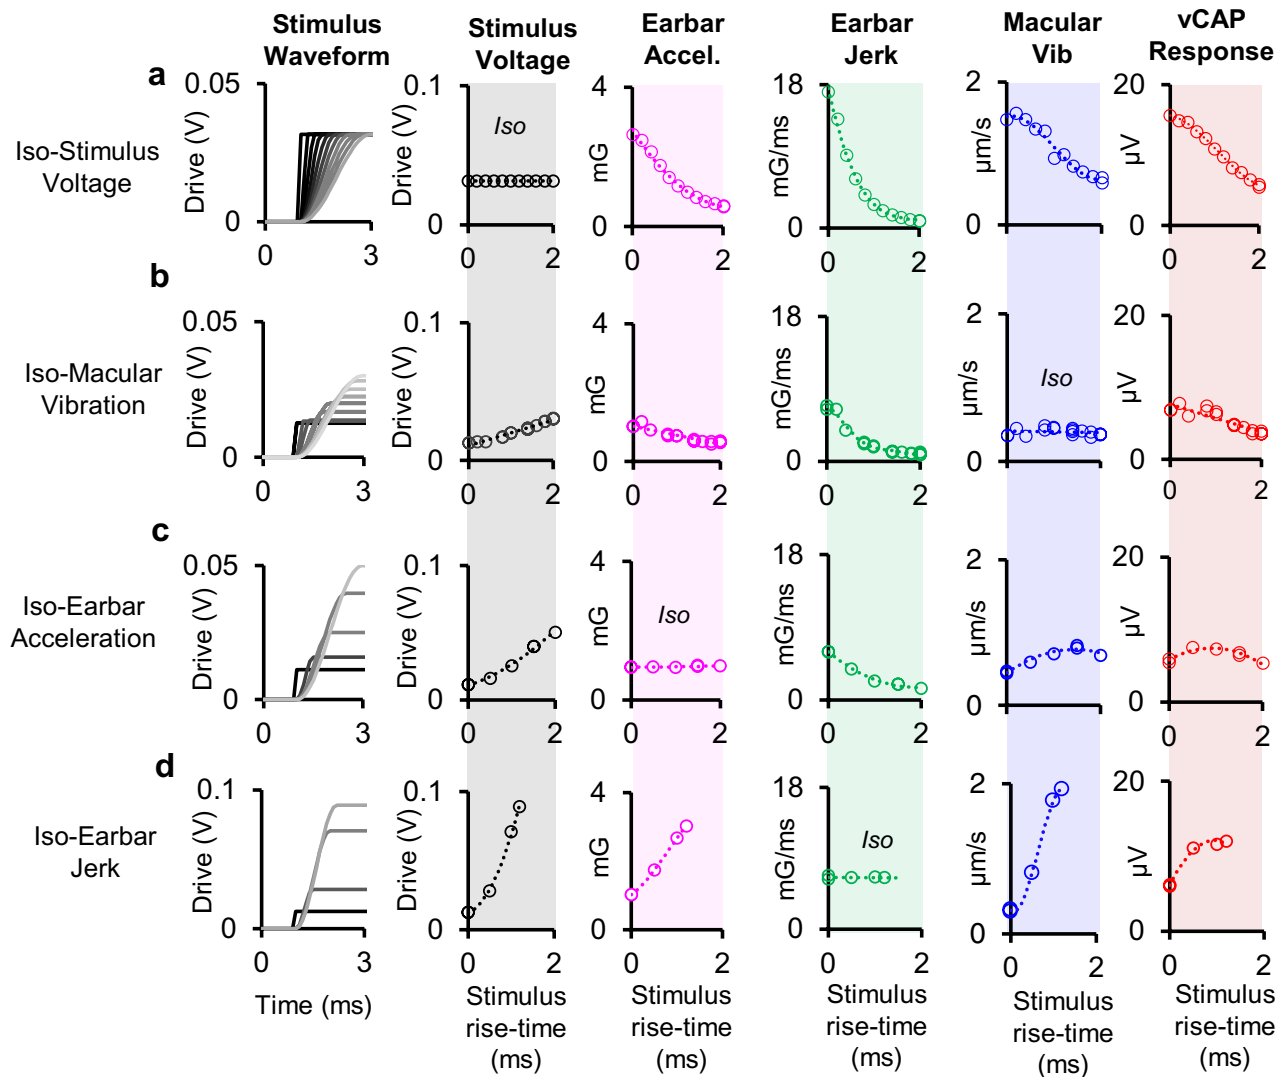 Stimulus
Waveform
Stimulus
Voltage
Earbar
Accel.
Earbar
Jerk
Macular
Vib
vCAP
Response
a
Iso-Stimulus
Voltage
Drive (V)
0.05
0
0
3
Drive (V)
0.1
0
Iso
0
2
mG
4
0
0
2
mG/ms
18
0
0
2
µm/s
2
0
0
2
µV
20
0
0
2
b
Iso-Macular
Vibration
Drive (V)
0.05
0
0
3
Drive (V)
0.1
0
0
2
mG
4
0
0
2
mG/ms
18
0
0
2
µm/s
2
0
Iso
0
2
µV
20
0
0
2
c
Iso-Earbar
Acceleration
Drive (V)
0.05
0
0
3
Drive (V)
0.1
0
0
2
mG
4
0
Iso
0
2
mG/ms
18
0
0
2
µm/s
2
0
0
2
µV
20
0
0
2
d
Iso-Earbar
Jerk
Drive (V)
0.1
0
0
3
Time (ms)
Drive (V)
0.1
0
0
2
Stimulus
rise-time
(ms)
mG
4
0
0
2
Stimulus
rise-time
(ms)
mG/ms
18
0
Iso
0
2
Stimulus
rise-time
(ms)
µm/s
2
0
0
2
Stimulus
rise-time
(ms)
µV
20
0
0
2
Stimulus
rise-time
(ms)